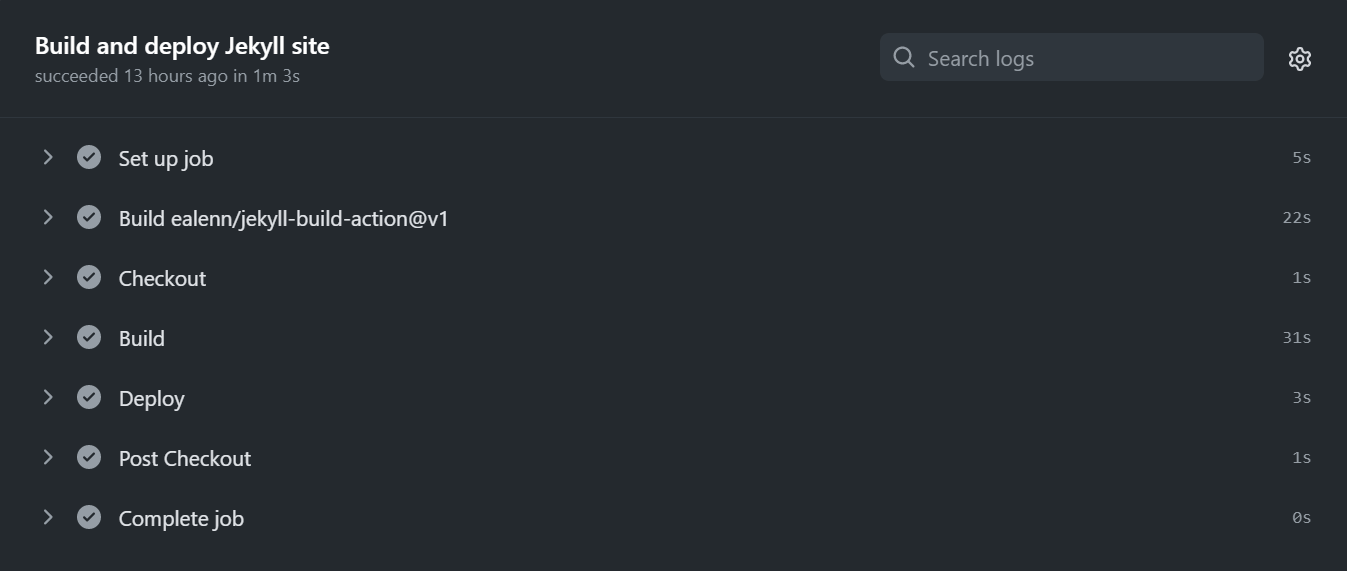 Build and deploy Jekyll site
succeeded 13 hours ago in 1m 3s
Search logs
Set up job 5s
Build ealenn/jekyll-build-action@v1 22s
Checkout 1s
Build 31s
Deploy 3s
Post Checkout 1s
Complete job 0s